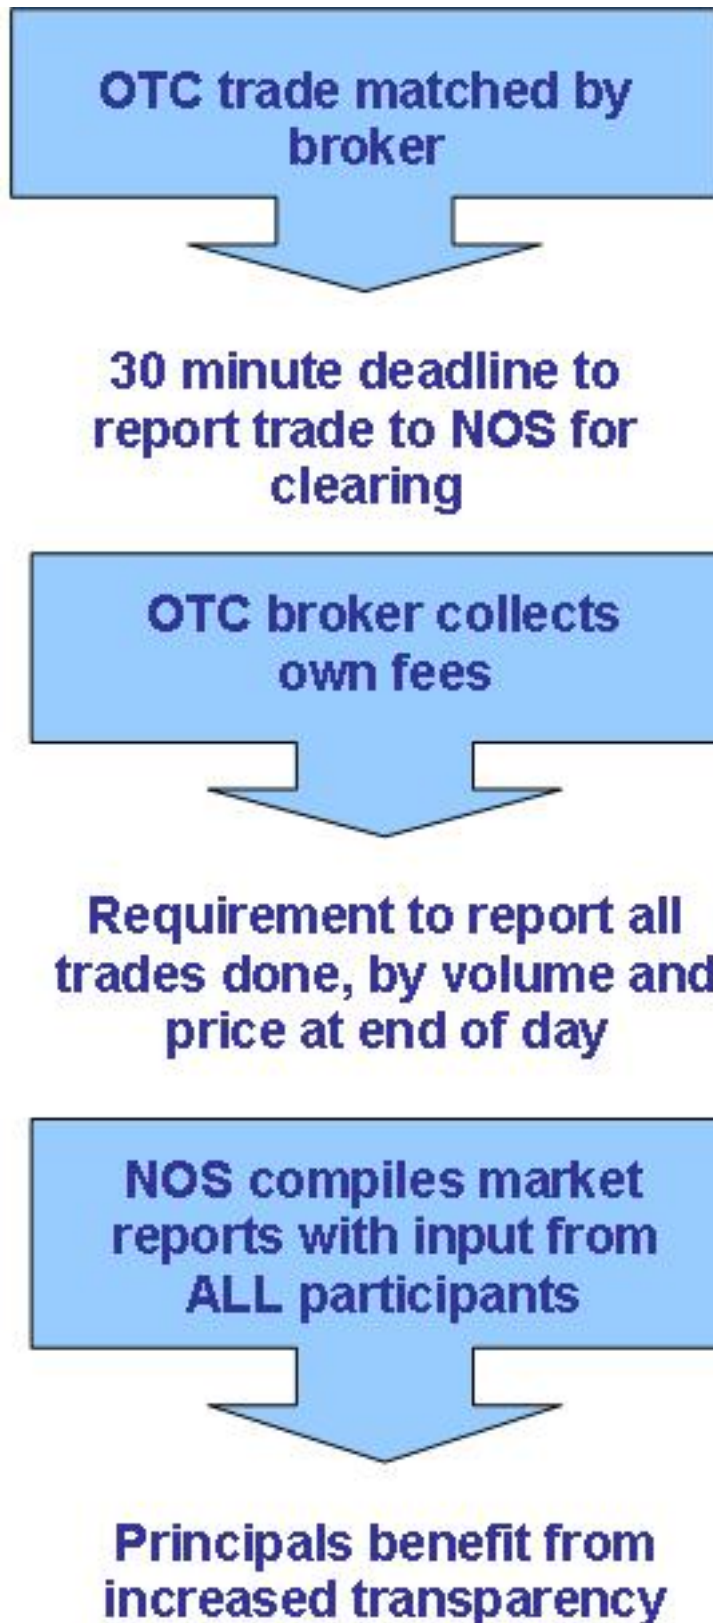 OTC trade matched by
broker
30 minute deadline to
report trade to NOS for
clearing
OTC broker collects
own fees
Requirement to report all
trades done, by volume and
price at end of day
NOS compiles market
reports with input from
ALL participants
Principals benefit from
increased transparency